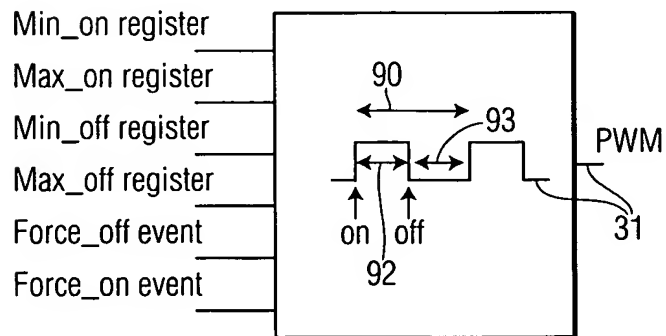 Min_on register
Max_on register
Min_off register
Max_off register
Force_off event
Force_on event
90
93
PWM
on
off
92
31